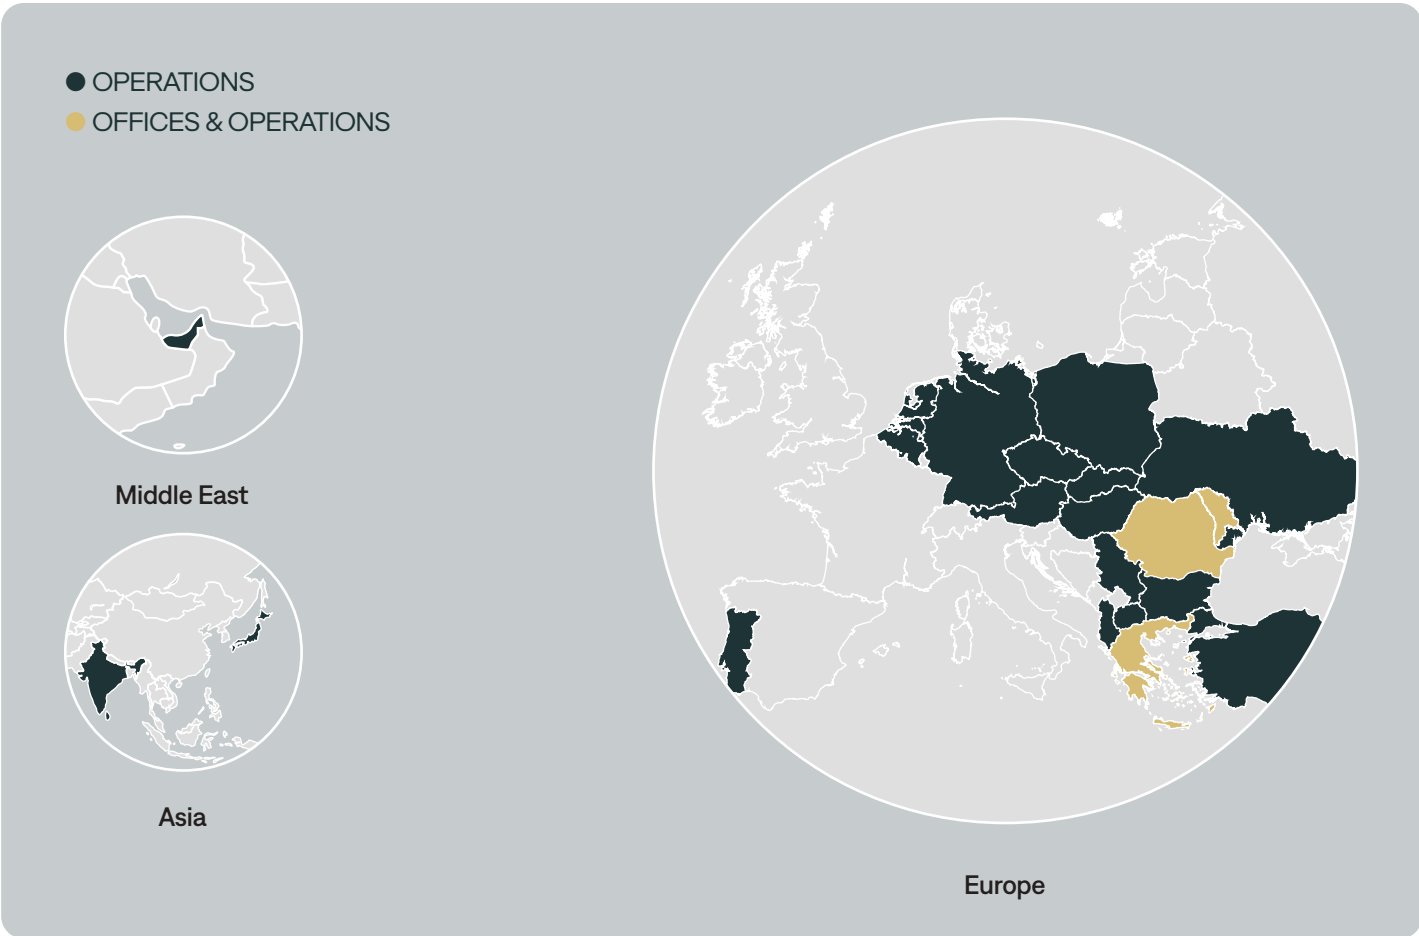 OPERATIONS
OFFICES & OPERATIONS
Middle East
Asia
Europe